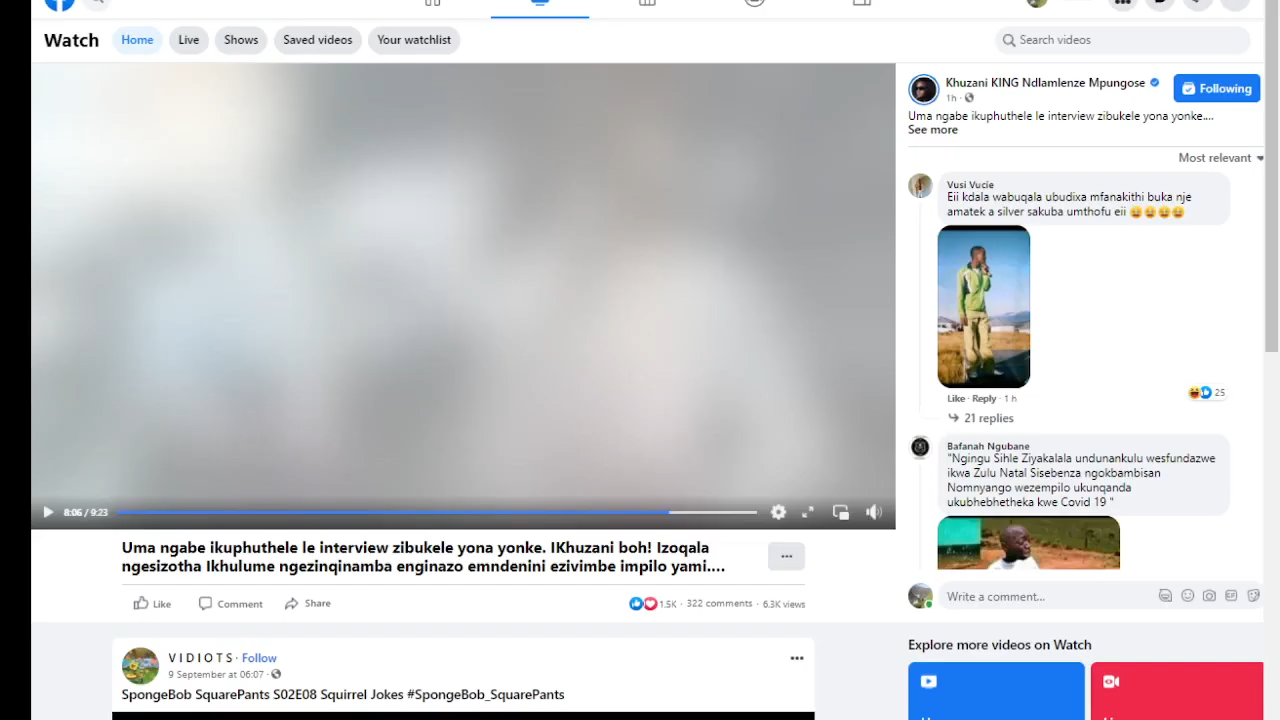 Watch
Home
Live
Shows
Saved videos
Your watchlist
Search videos
8:06 / 9:23
Uma ngabe ikuphuthele le interview zibukele yona yonke. IKhuzani boh! Izoqala
ngesizotha Ikhulume ngezinqinamba enginazo emndenini ezivimbe impilo yami....
Like
Comment
Share
1.5K · 322 comments · 6.3K views
V I D I O T S · Follow
9 September at 06:07 ·
SpongeBob SquarePants S02E08 Squirrel Jokes #SpongeBob_SquarePants
Khuzani KING Ndlamlenze Mpungose
1h ·
Following
Uma ngabe ikuphuthele le interview zibukele yona yonke....
See more
Most relevant
Vusi Vucie
Eii kdala wabuqala ubudixa mfanakithi buka nje
amatek a silver sakuba umthofu eii 😆😆😆😆
Like · Reply · 1 h
25
21 replies
Bafanah Ngubane
"Ngingu Sihle Ziyakalala undunankulu wesfundazwe
ikwa Zulu Natal Sisebenza ngokbambisan
Nomnyango wezempilo ukunqanda
ukubhebhetheka kwe Covid 19 "
Write a comment...
Explore more videos on Watch